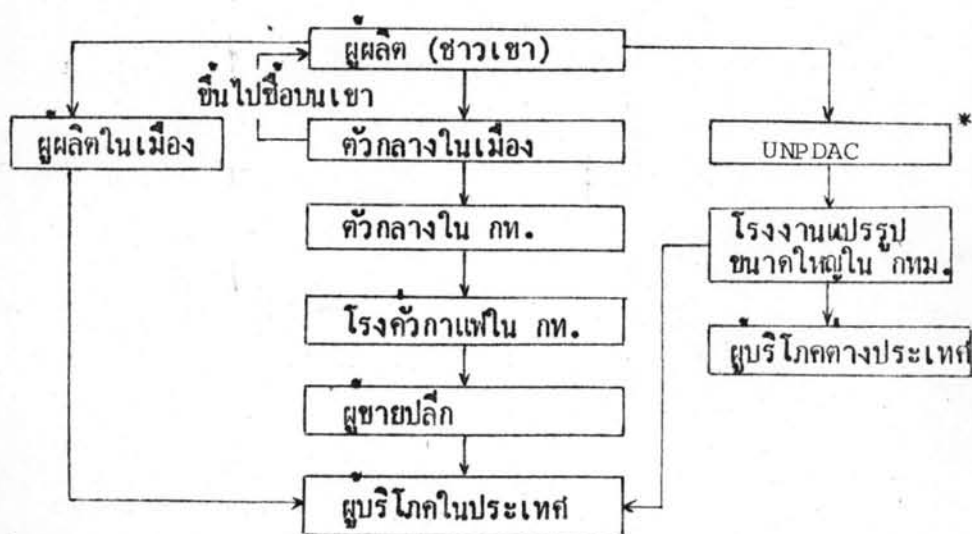 ผู้ผลิต (ชาวเขา)
ขึ้นไปซื้อบนเขา
ผู้ผลิตในเมือง
ตัวกลางในเมือง
UNPDAC *
ตัวกลางใน กท.
โรงงานแปรรูป
ขนาดใหญ่ใน กทม.
โรงคั่วกาแฟใน กท.
ผู้บริโภคต่างประเทศ
ผู้ขายปลีก
ผู้บริโภคในประเทศ